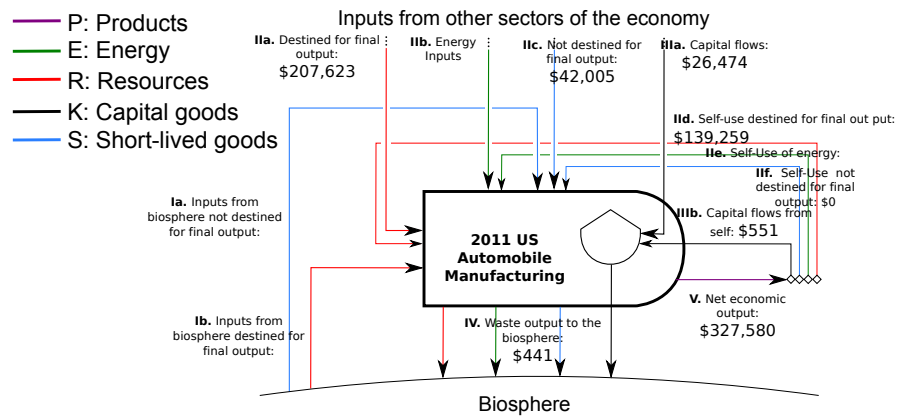 Inputs from other sectors of the economy
P: Products
E: Energy
R: Resources
K: Capital goods
S: Short-lived goods
IIa. Destined for final
output:
$207,623
IIb. Energy
Inputs
IIc. Not destined for
final output:
$42,005
IIIa. Capital flows:
$26,474
IId. Self-use destined for final out put:
$139,259
IIe. Self-Use of energy:
IIf. Self-Use not
destined for final
output: $0
Ia. Inputs from
biosphere not destined
for final output:
IIIb. Capital flows from
self: $551
2011 US
Automobile
Manufacturing
Ib. Inputs from
biosphere destined for
final output:
IV. Waste output to the
biosphere:
$441
V. Net economic
output:
$327,580
Biosphere